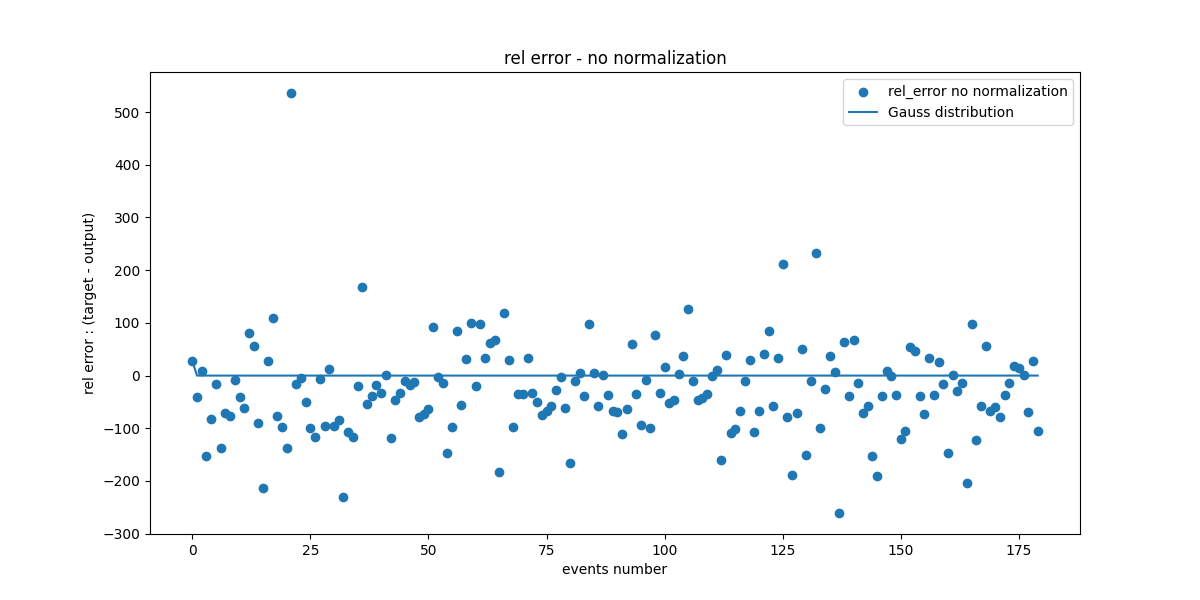 rel error - no normalization
rel_error no normalization
Gauss distribution
rel error : (target - output)
500
400
300
200
100
0
−100
−200
−300
0 25 50 75 100 125 150 175
events number